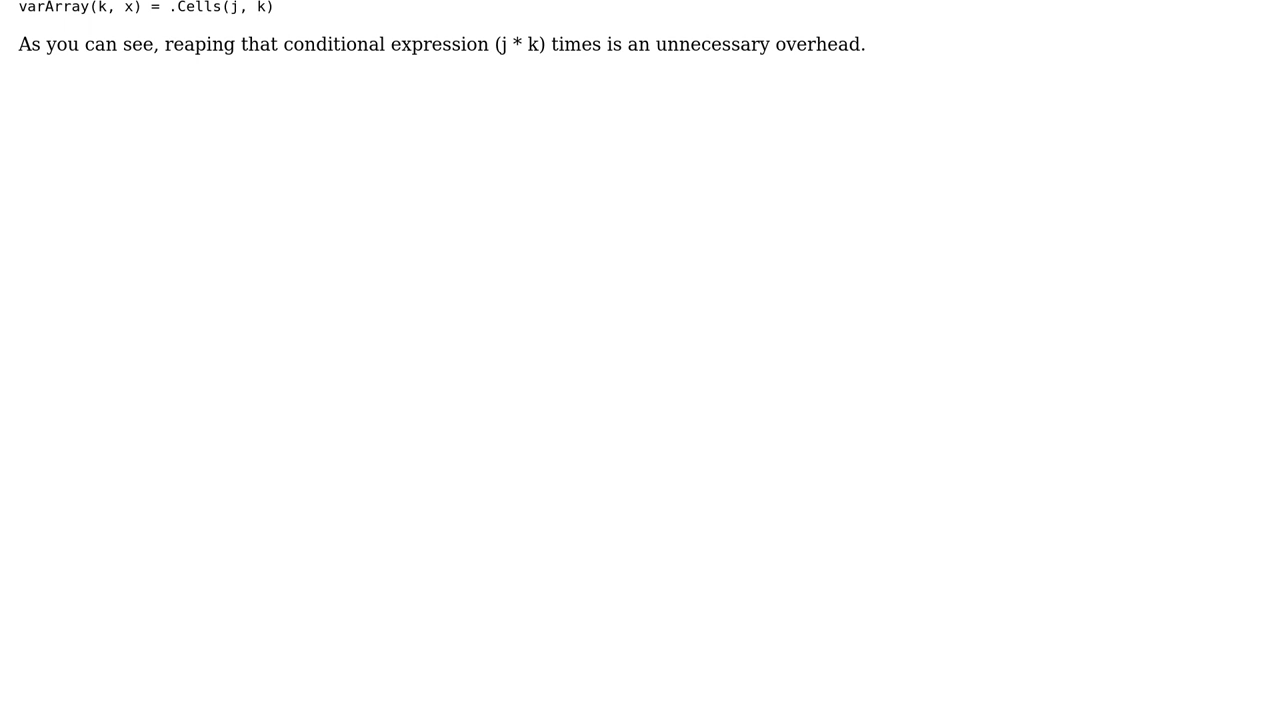 varArray(k, x) = .Cells(j, k)
As you can see, reaping that conditional expression (j * k) times is an unnecessary overhead.